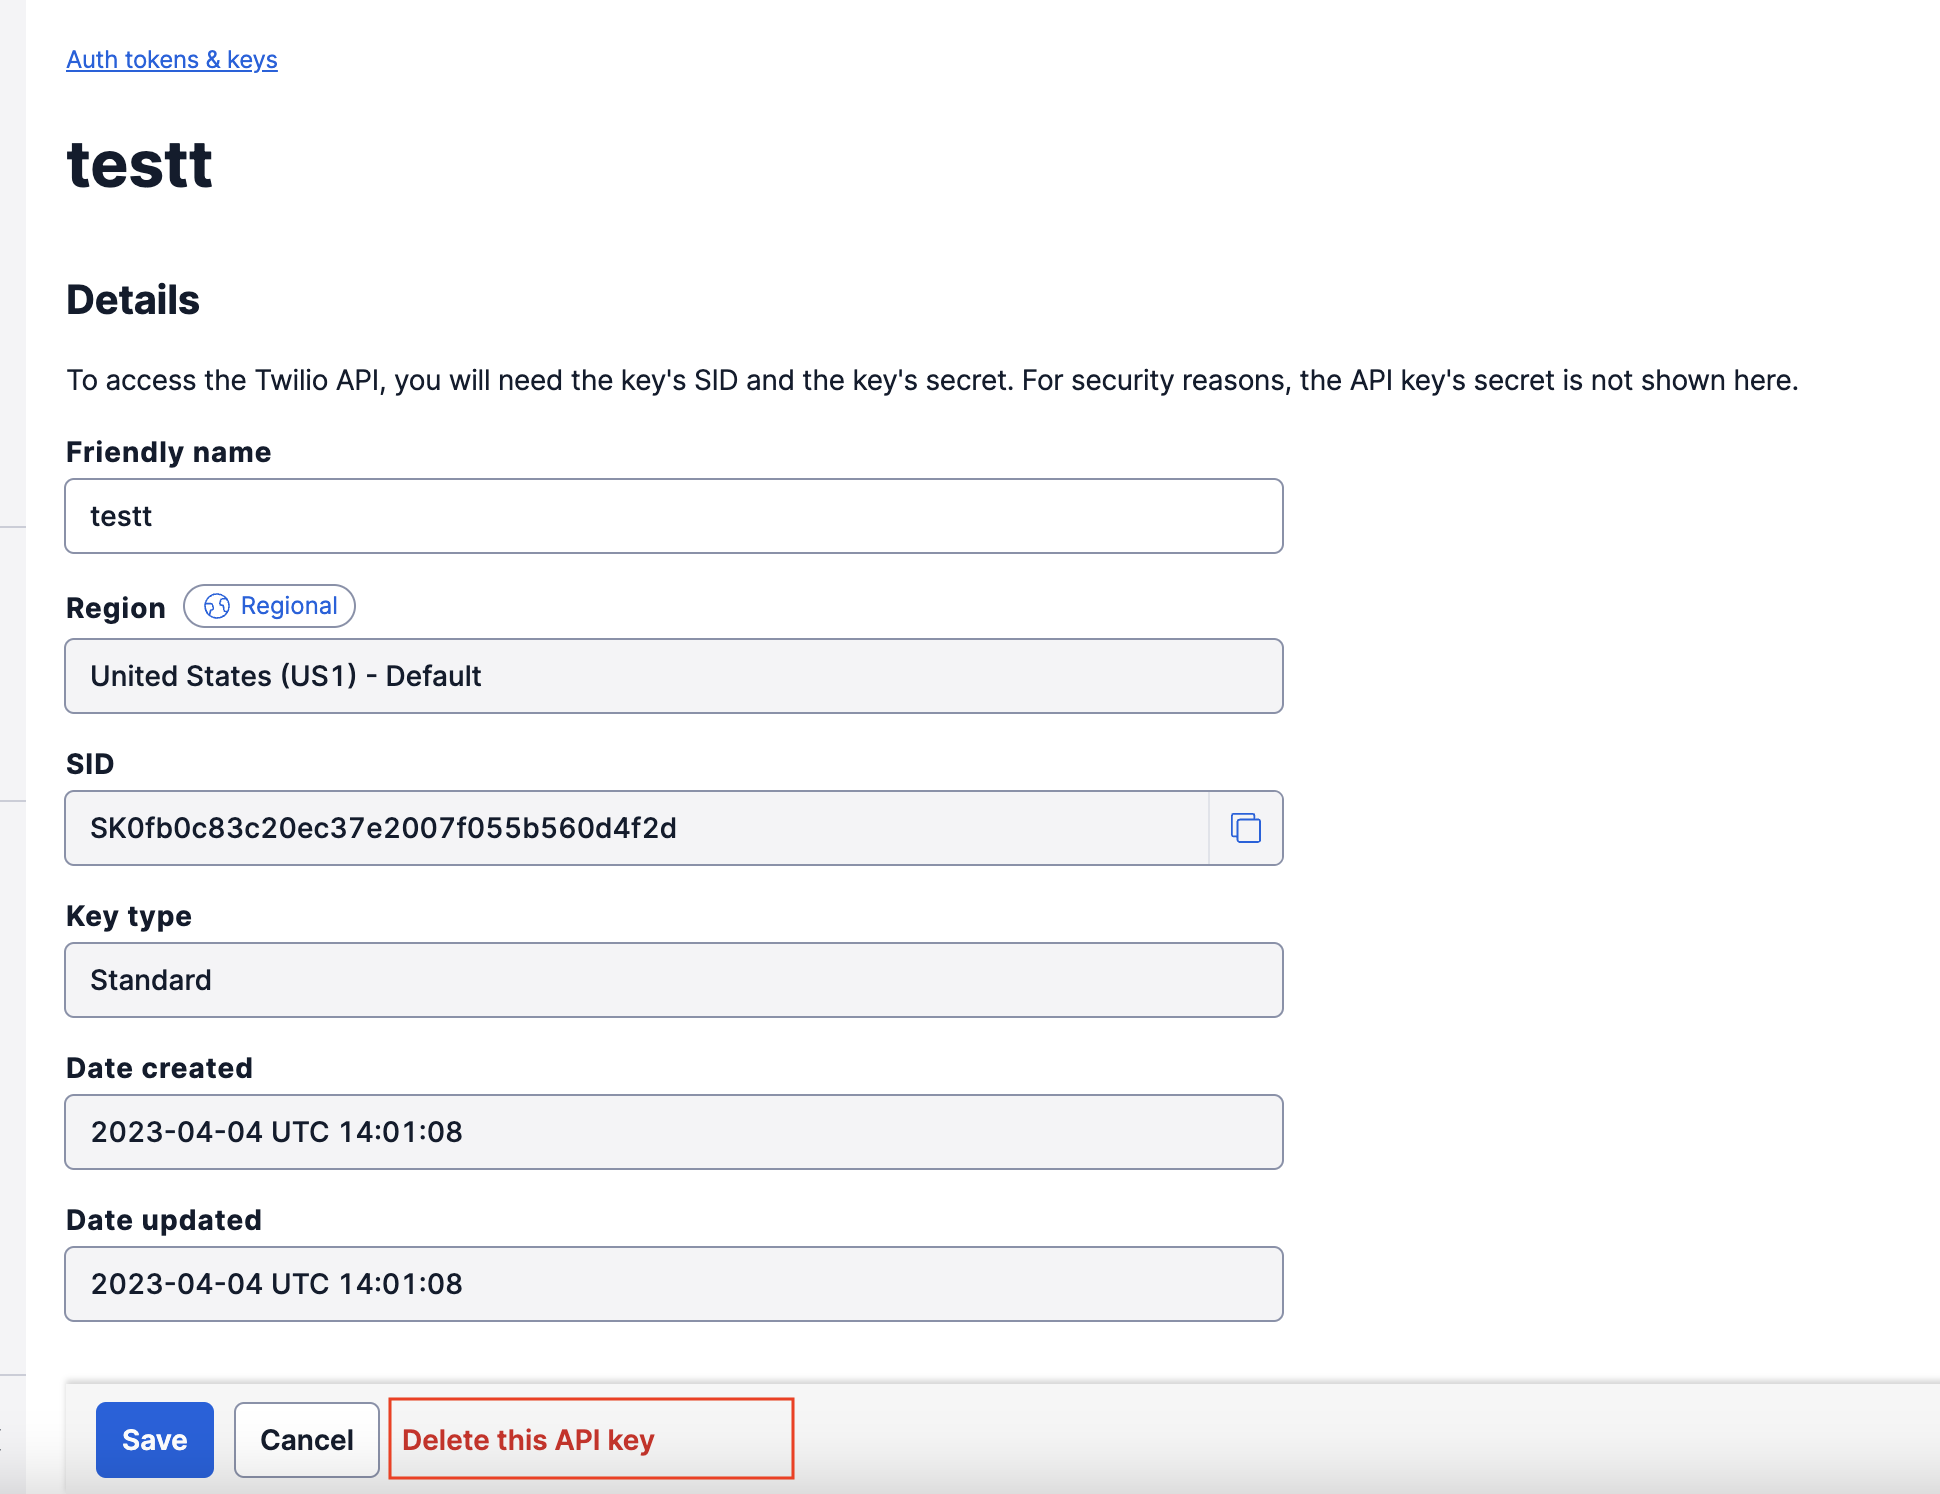 Auth tokens & keys
testt
Details
To access the Twilio API, you will need the key's SID and the key's secret. For security reasons, the API key's secret is not shown here.
Friendly name
testt
Region Regional
United States (US1) - Default
SID
SK0fb0c83c20ec37e2007f055b560d4f2d
Key type
Standard
Date created
2023-04-04 UTC 14:01:08
Date updated
2023-04-04 UTC 14:01:08
Save Cancel Delete this API key